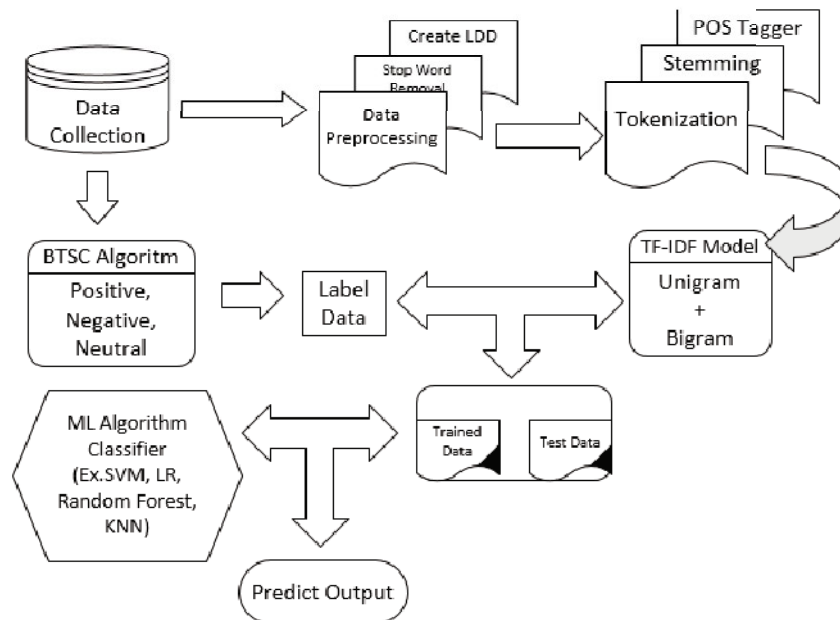 Data
Collection
Create LDD
Stop Word
Removal
Data
Preprocessing
POS Tagger
Stemming
Tokenization
BTSC Algoritm
Positive,
Negative,
Neutral
Label
Data
TF-IDF Model
Unigram
+
Bigram
ML Algorithm
Classifier
(Ex.SVM, LR,
Random Forest,
KNN)
Trained
Data
Test Data
Predict Output